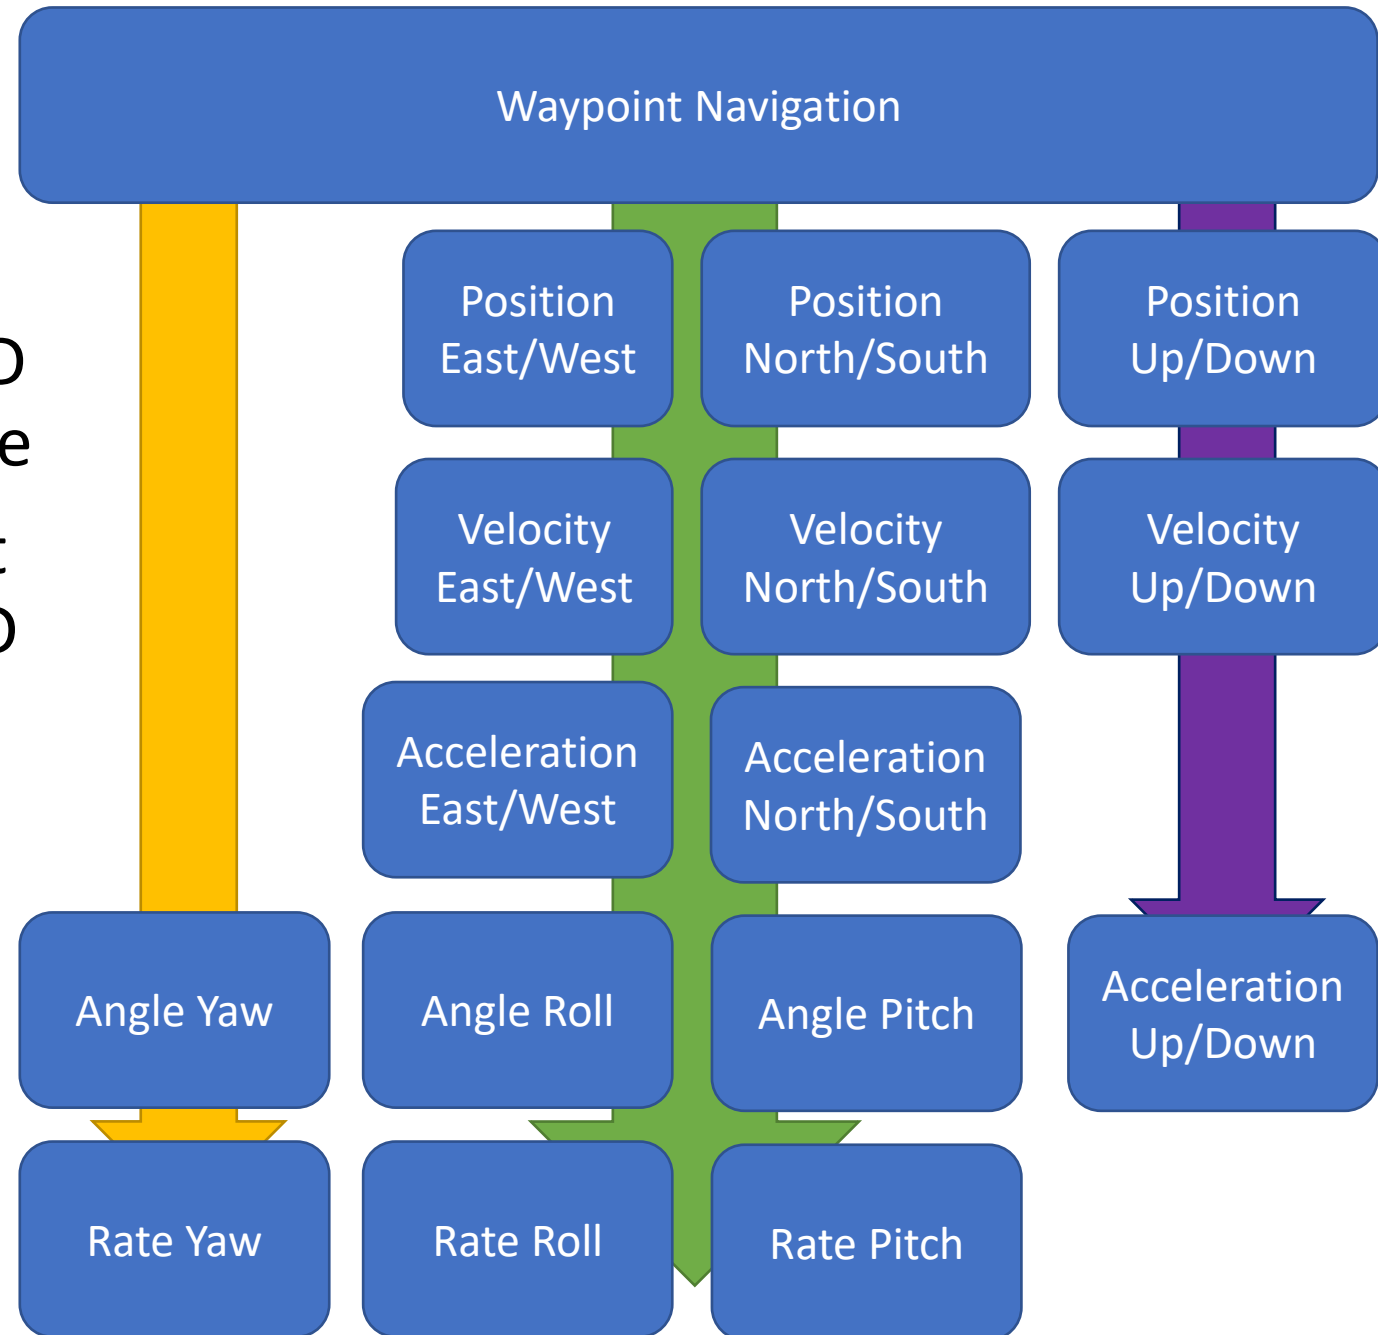 Waypoint Navigation
Position
East/West
Position
North/South
Position
Up/Down
Velocity
East/West
Velocity
North/South
Velocity
Up/Down
Acceleration
East/West
Acceleration
North/South
Angle Yaw
Angle Roll
Angle Pitch
Acceleration
Up/Down
Rate Yaw
Rate Roll
Rate Pitch